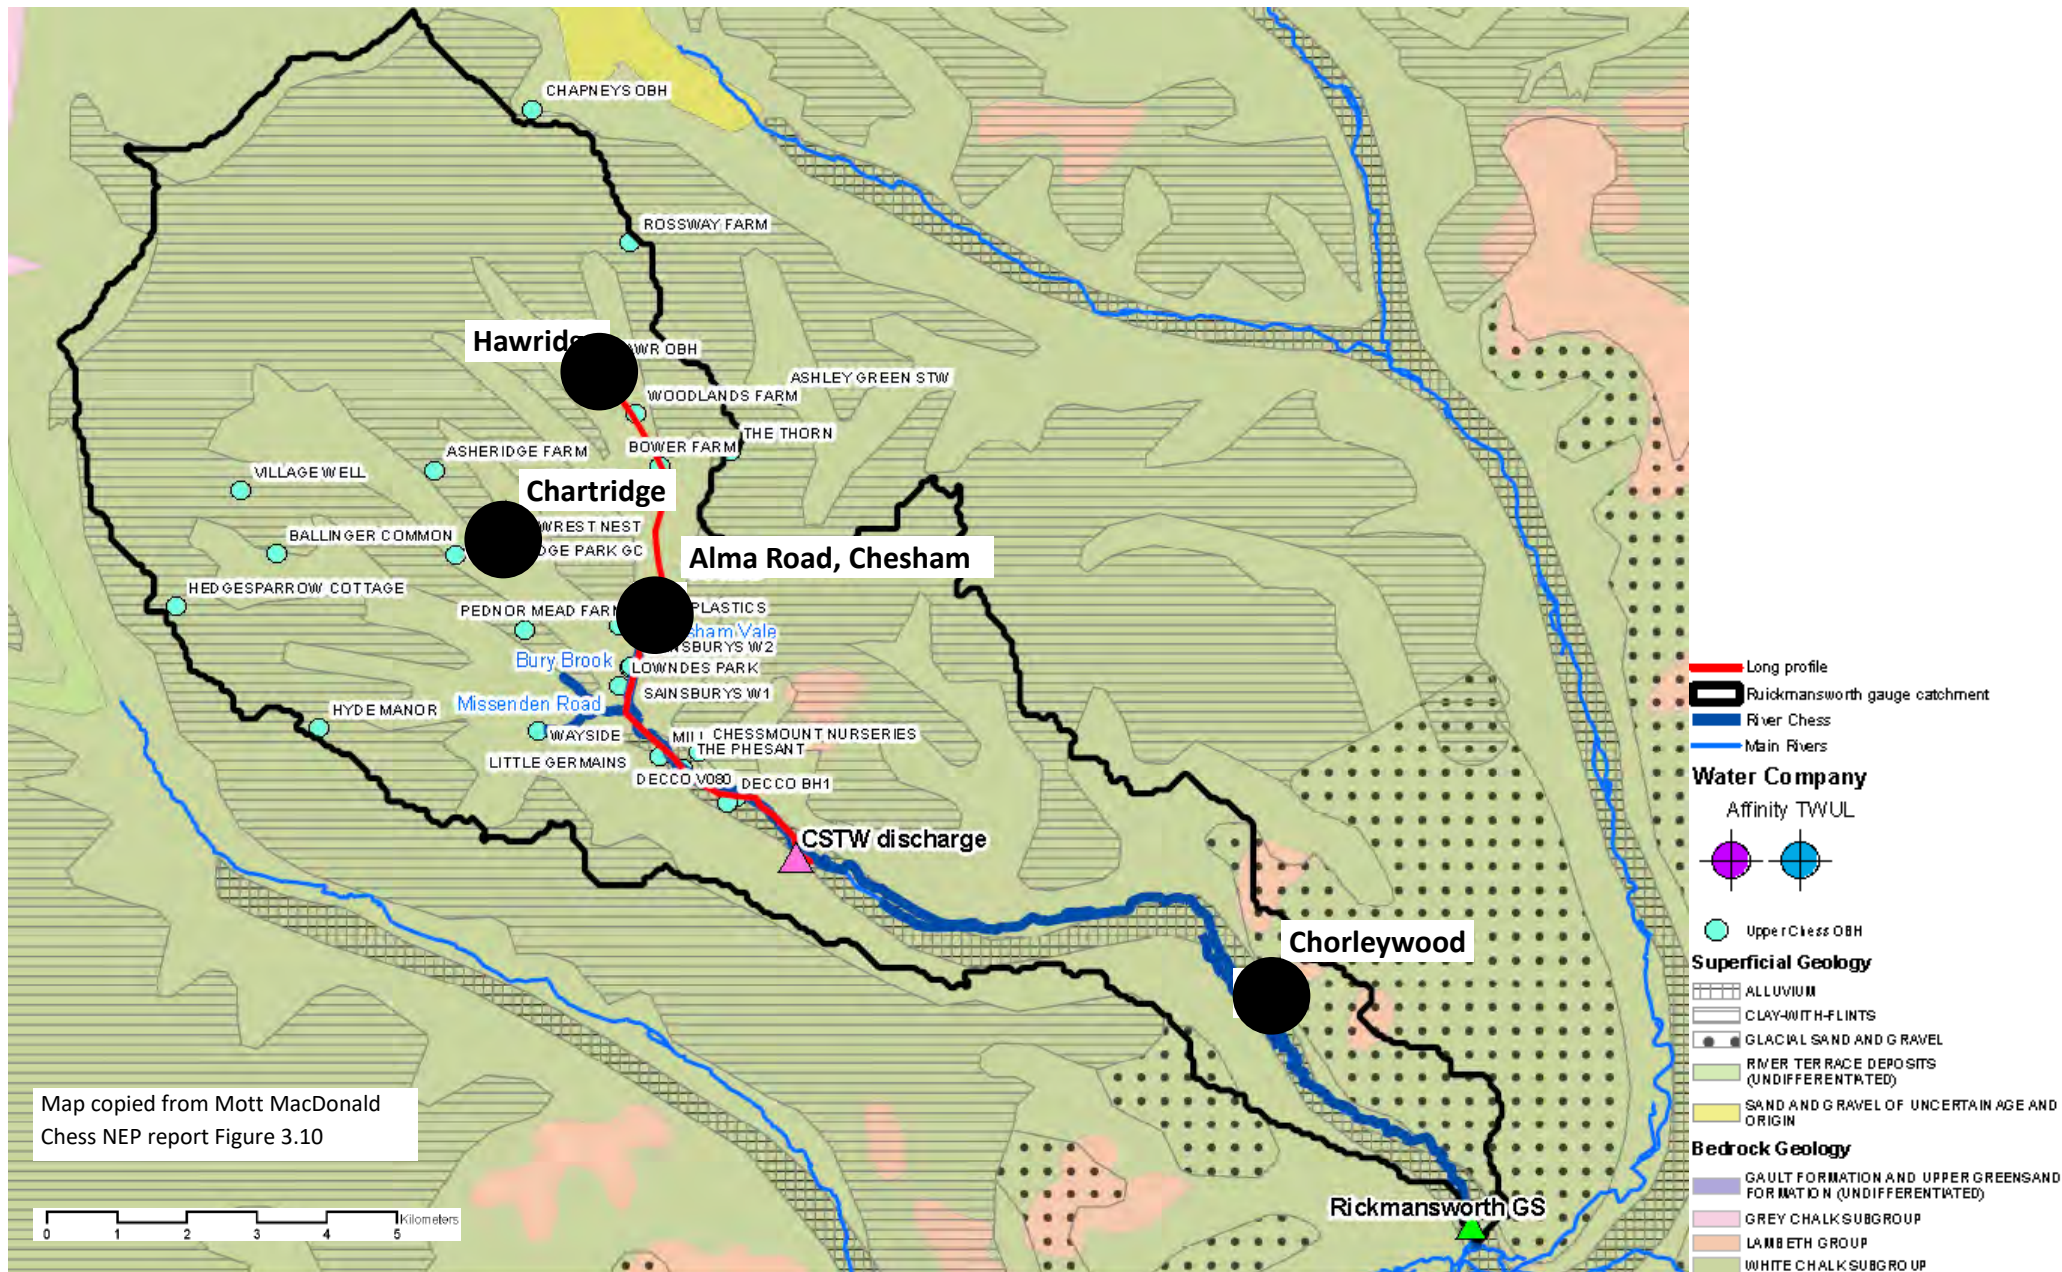 CHAPNEYS OBH
ROSSWAY FARM
Hawridg
AWR OBH
ASHLEY GREEN STW
WOODLANDS FARM
THE THORN
BOWER FARM
ASHERIDGE FARM
VILLAGE WELL
Chartridge
WREST NEST
BALLINGER COMMON
DGE PARK GC
Alma Road, Chesham
HEDGESPARROW COTTAGE
PEDNOR MEAD FARM
PLASTICS
sham Vale
NSBURYS W2
Bury Brook
LOWNDES PARK
SAINSBURYS W1
Missenden Road
HYDE MANOR
WAYSIDE
MILL
CHESSMOUNT NURSERIES
THE PHESANT
LITTLE GERMAINS
DECCO V080
DECCO BH1
CSTW discharge
Chorleywood
Rickmansworth GS
Map copied from Mott MacDonald
Chess NEP report Figure 3.10
0 1 2 3 4 5 Kilometers
Long profile
Ruickmansworth gauge catchment
River Chess
Main Rivers
Water Company
Affinity TWUL
Upper Chess OBH
Superficial Geology
ALLUVIUM
CLAY-WITH-FLINTS
GLACIAL SAND AND GRAVEL
RIVER TERRACE DEPOSITS
(UNDIFFERENTIATED)
SAND AND GRAVEL OF UNCERTAIN AGE AND
ORIGIN
Bedrock Geology
GAULT FORMATION AND UPPER GREENSAND
FORMATION (UNDIFFERENTIATED)
GREY CHALK SUBGROUP
LAMBETH GROUP
WHITE CHALK SUBGROUP